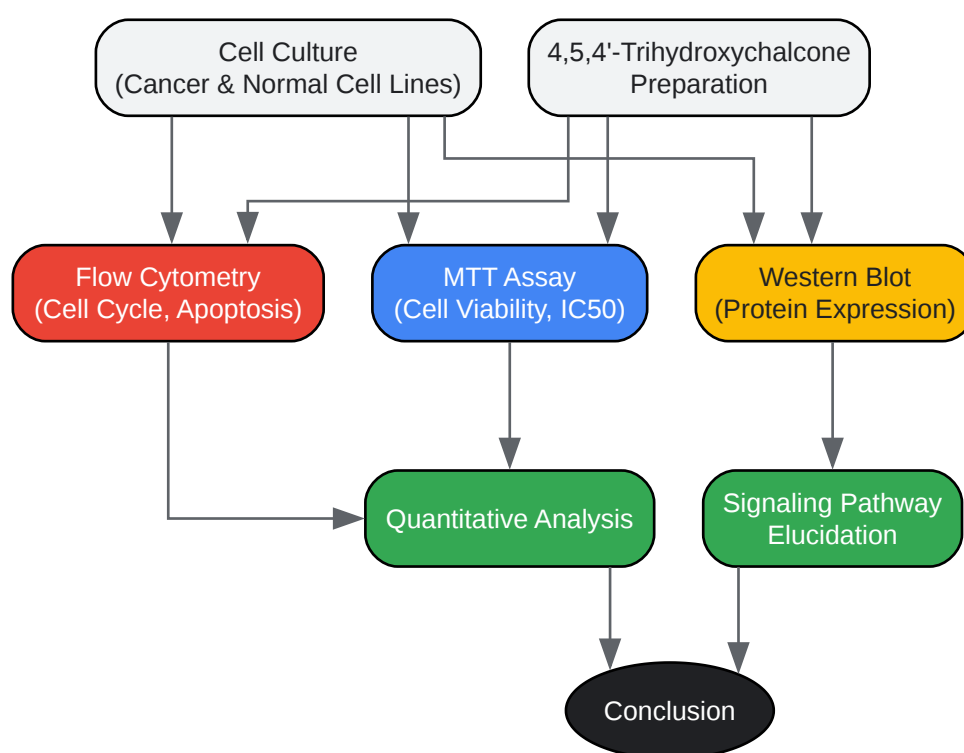 Cell Culture
(Cancer & Normal Cell Lines)
4,5,4'-Trihydroxychalcone
Preparation
Flow Cytometry
(Cell Cycle, Apoptosis)
MTT Assay
(Cell Viability, IC50)
Western Blot
(Protein Expression)
Quantitative Analysis
Signaling Pathway
Elucidation
Conclusion